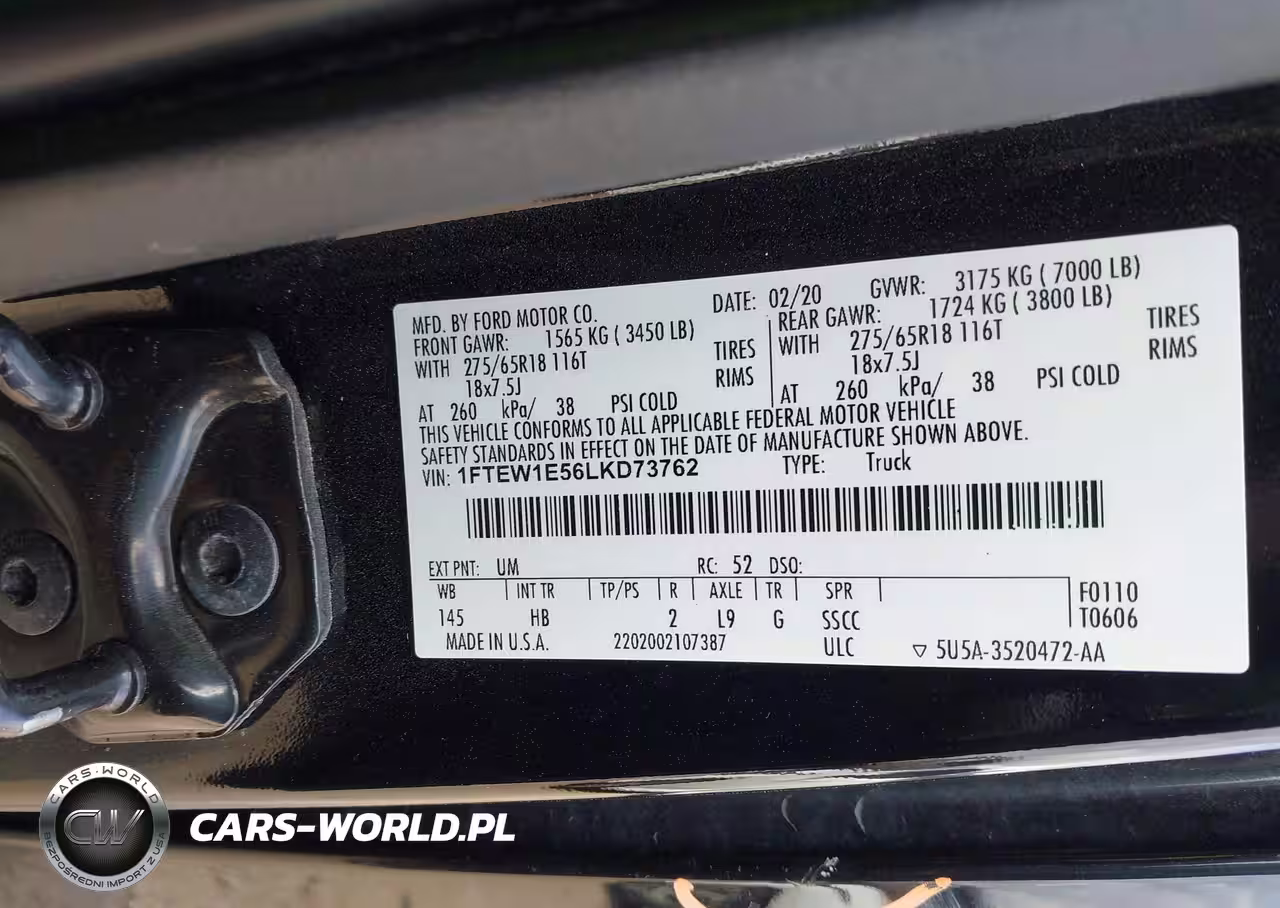 MFD. BY FORD MOTOR CO. DATE: 02/20 GVWR: 3175 KG ( 7000 LB)
FRONT GAWR: 1565 KG ( 3450 LB) REAR GAWR: 1724 KG ( 3800 LB)
WITH 275/65R18 116T TIRES WITH 275/65R18 116T TIRES
18x7.5J RIMS 18x7.5J RIMS
AT 260 kPa/ 38 PSI COLD AT 260 kPa/ 38 PSI COLD
THIS VEHICLE CONFORMS TO ALL APPLICABLE FEDERAL MOTOR VEHICLE
SAFETY STANDARDS IN EFFECT ON THE DATE OF MANUFACTURE SHOWN ABOVE.
VIN: 1FTEW1E56LKD73762 TYPE: Truck
EXT PNT: UM RC: 52 DSO:
WB INT TR TP/PS R AXLE TR SPR F0110
145 HB 2 L9 G SSCC T0606
MADE IN U.S.A. 2202002107387 ULC ▽ 5U5A-3520472-AA
CARS-WORLD
CW
BEZPOŚREDNI IMPORT Z USA
CARS-WORLD.PL